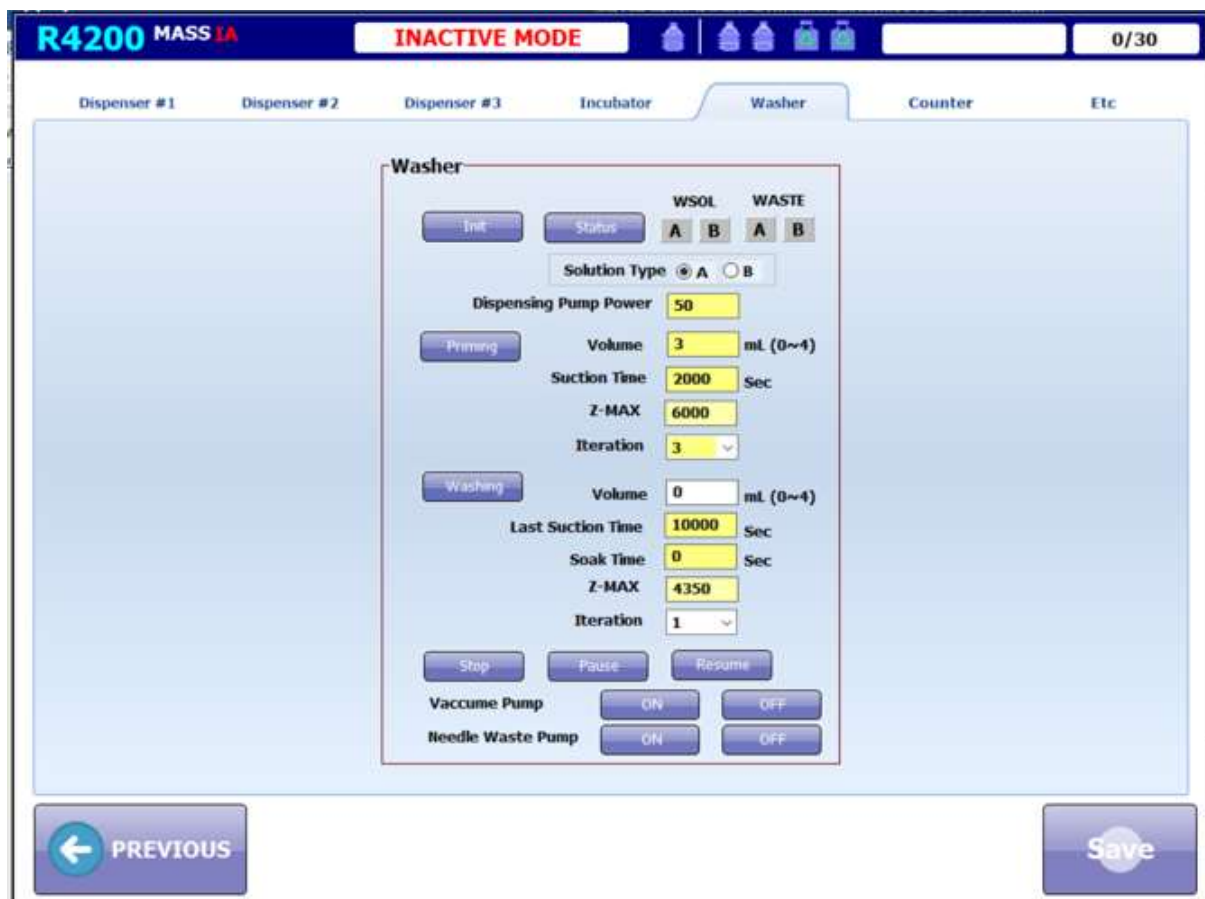 R4200 MASS IA
INACTIVE MODE
0/30
Dispenser #1 Dispenser #2 Dispenser #3 Incubator Washer Counter Etc
Washer
WSOL WASTE
Init Status A B A B
Solution Type A B
Dispensing Pump Power 50
Priming Volume 3 mL (0~4)
Suction Time 2000 Sec
Z-MAX 6000
Iteration 3
Washing Volume 0 mL (0~4)
Last Suction Time 10000 Sec
Soak Time 0 Sec
Z-MAX 4350
Iteration 1
Stop Pause Resume
Vaccume Pump ON OFF
Needle Waste Pump ON OFF
PREVIOUS Save